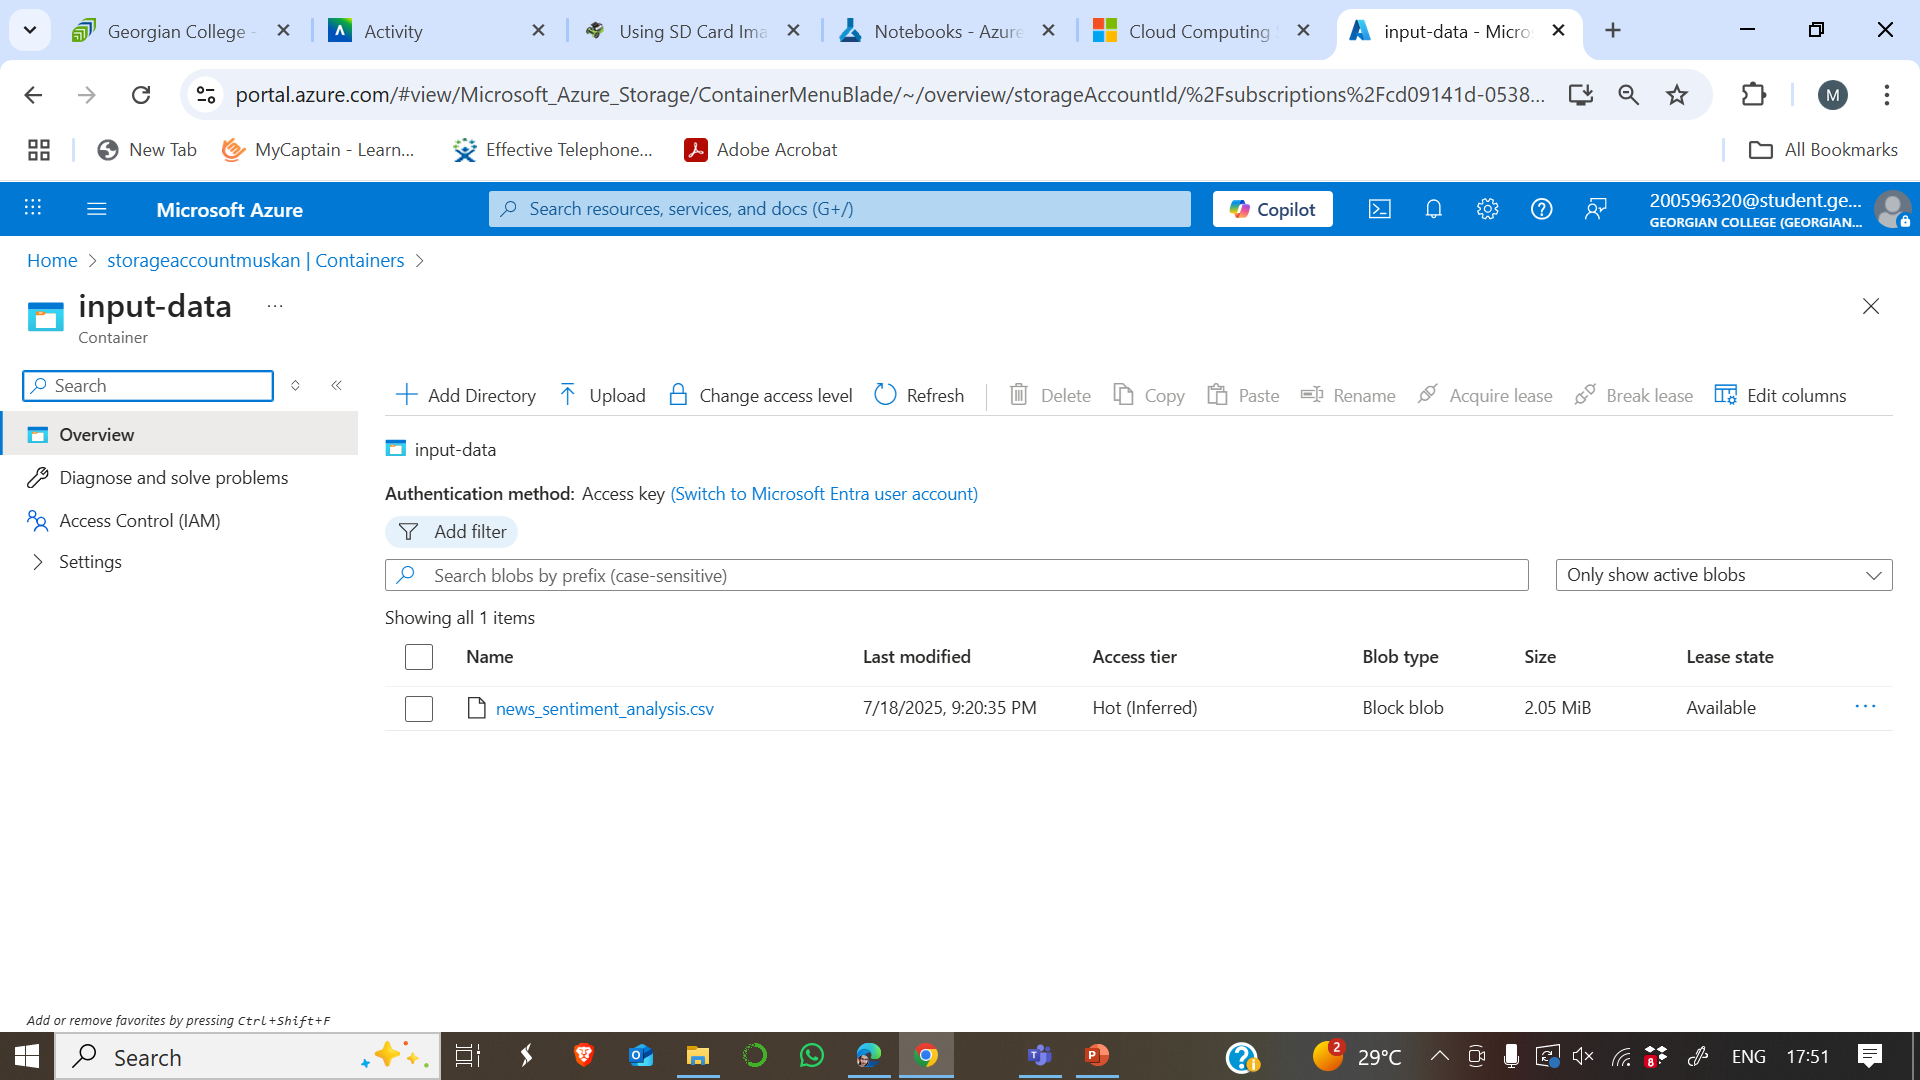 Georgian College -
Activity
Using SD Card Ima
Notebooks - Azure
Cloud Computing
input-data - Micro
portal.azure.com/#view/Microsoft_Azure_Storage/ContainerMenuBlade/~/overview/storageAccountId/%2Fsubscriptions%2Fcd09141d-0538...
M
New Tab
MyCaptain - Learn...
Effective Telephone...
Adobe Acrobat
All Bookmarks
Microsoft Azure
Search resources, services, and docs (G+/)
Copilot
200596320@student.ge...
GEORGIAN COLLEGE (GEORGIAN...
Home > storageaccountmuskan | Containers >
input-data ...
Container
Search
Overview
Diagnose and solve problems
Access Control (IAM)
Settings
Add Directory
Upload
Change access level
Refresh
Delete
Copy
Paste
Rename
Acquire lease
Break lease
Edit columns
input-data
Authentication method: Access key (Switch to Microsoft Entra user account)
Add filter
Search blobs by prefix (case-sensitive)
Only show active blobs
Showing all 1 items
Name Last modified Access tier Blob type Size Lease state
news_sentiment_analysis.csv 7/18/2025, 9:20:35 PM Hot (Inferred) Block blob 2.05 MiB Available ...
Add or remove favorites by pressing Ctrl+Shift+F
Search
2
29°C
8
ENG
17:51